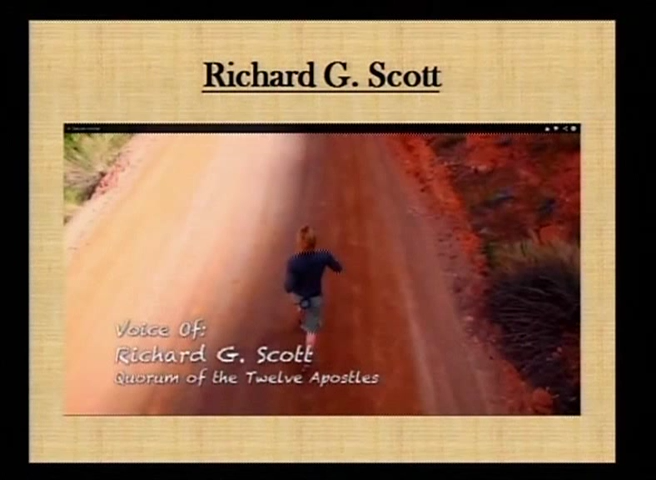 Richard G. Scott
Voice Of:
Richard G. Scott
Quorum of the Twelve Apostles